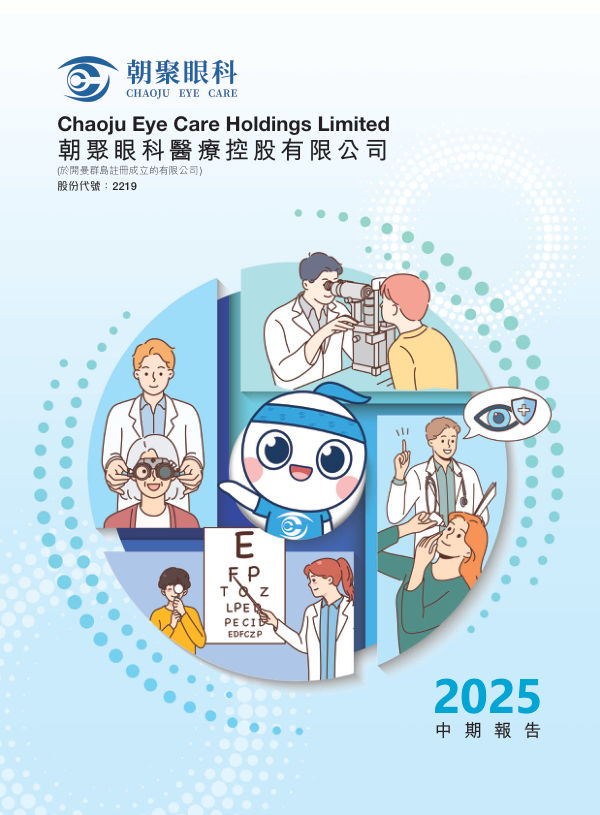 朝聚眼科
CHAOJU EYE CARE
Chaoju Eye Care Holdings Limited
朝聚眼科醫療控股有限公司
(於開曼群島註冊成立的有限公司)
股份代號：2219
E
F P
T O Z
L P E D
P E C I D
E D F C Z P
2025
中期報告